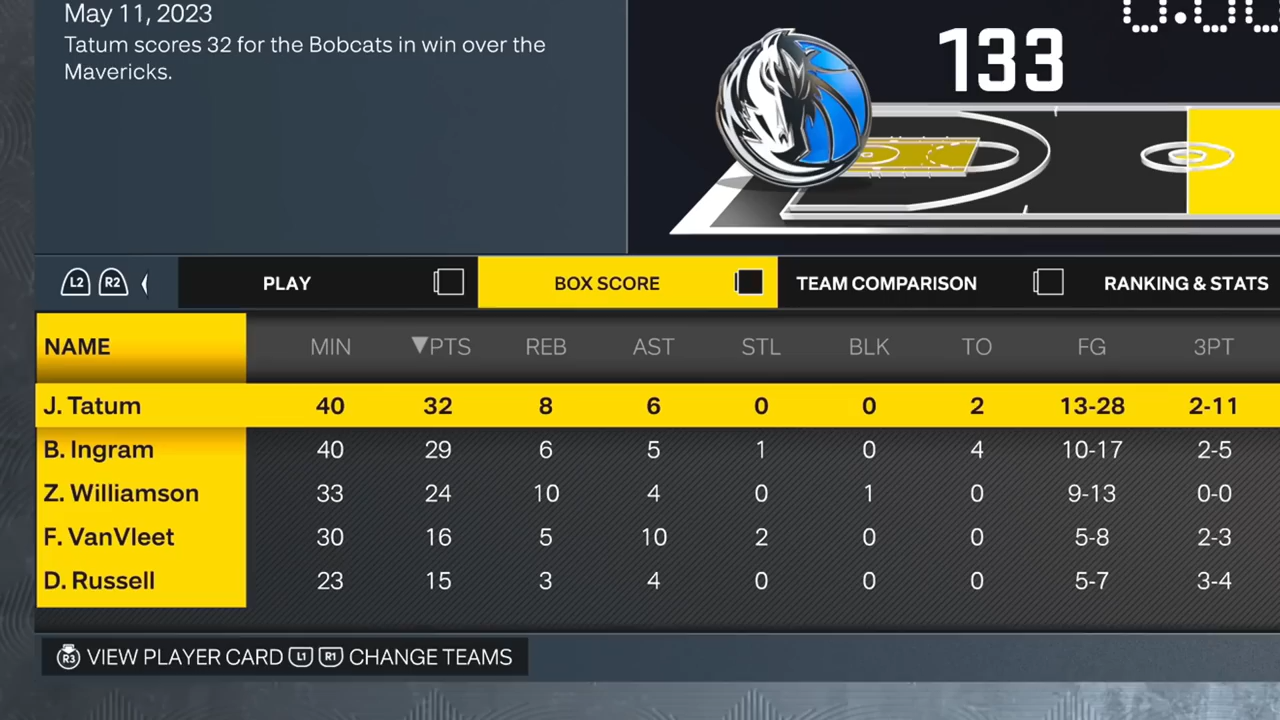 May 11, 2023
Tatum scores 32 for the Bobcats in win over the
Mavericks.
133
L2 R2 PLAY BOX SCORE TEAM COMPARISON RANKING & STATS
NAME MIN ▼PTS REB AST STL BLK TO FG 3PT
J. Tatum 40 32 8 6 0 0 2 13-28 2-11
B. Ingram 40 29 6 5 1 0 4 10-17 2-5
Z. Williamson 33 24 10 4 0 1 0 9-13 0-0
F. VanVleet 30 16 5 10 2 0 0 5-8 2-3
D. Russell 23 15 3 4 0 0 0 5-7 3-4
R3 VIEW PLAYER CARD L1 R1 CHANGE TEAMS